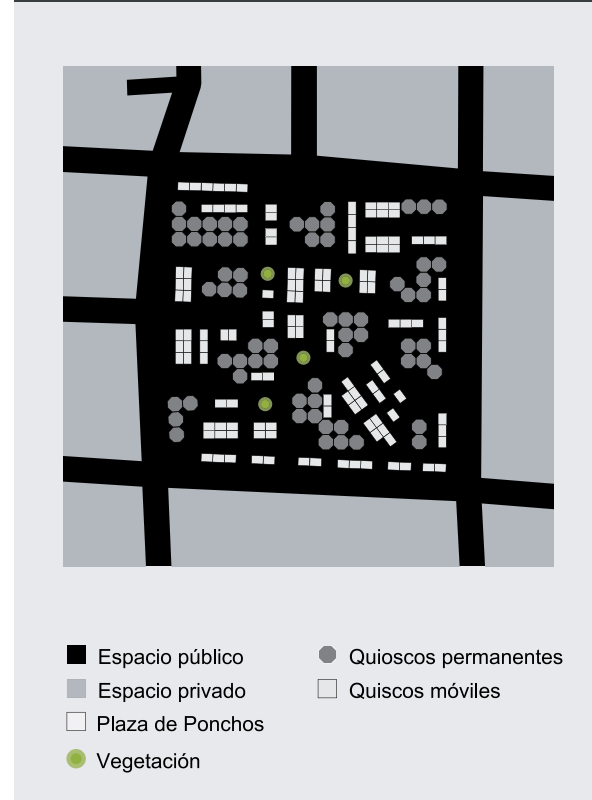 Espacio público
Espacio privado
Plaza de Ponchos
Vegetación
Quioscos permanentes
Quiscos móviles